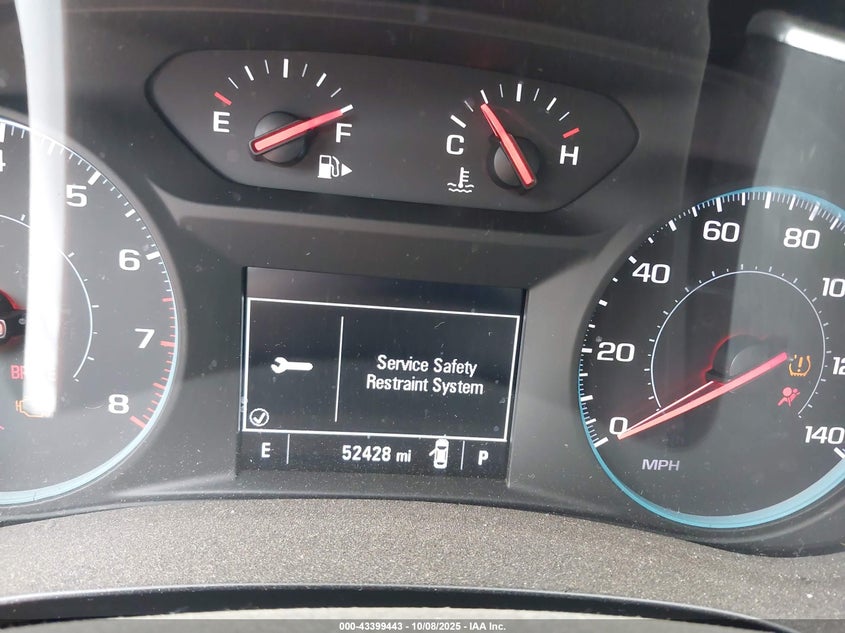 E
F
C
H
4
5
6
7
8
20
40
60
80
0
140
MPH
Service Safety
Restraint System
E
52428 mi
P
000-43399443 - 10/08/2025 - IAA Inc.